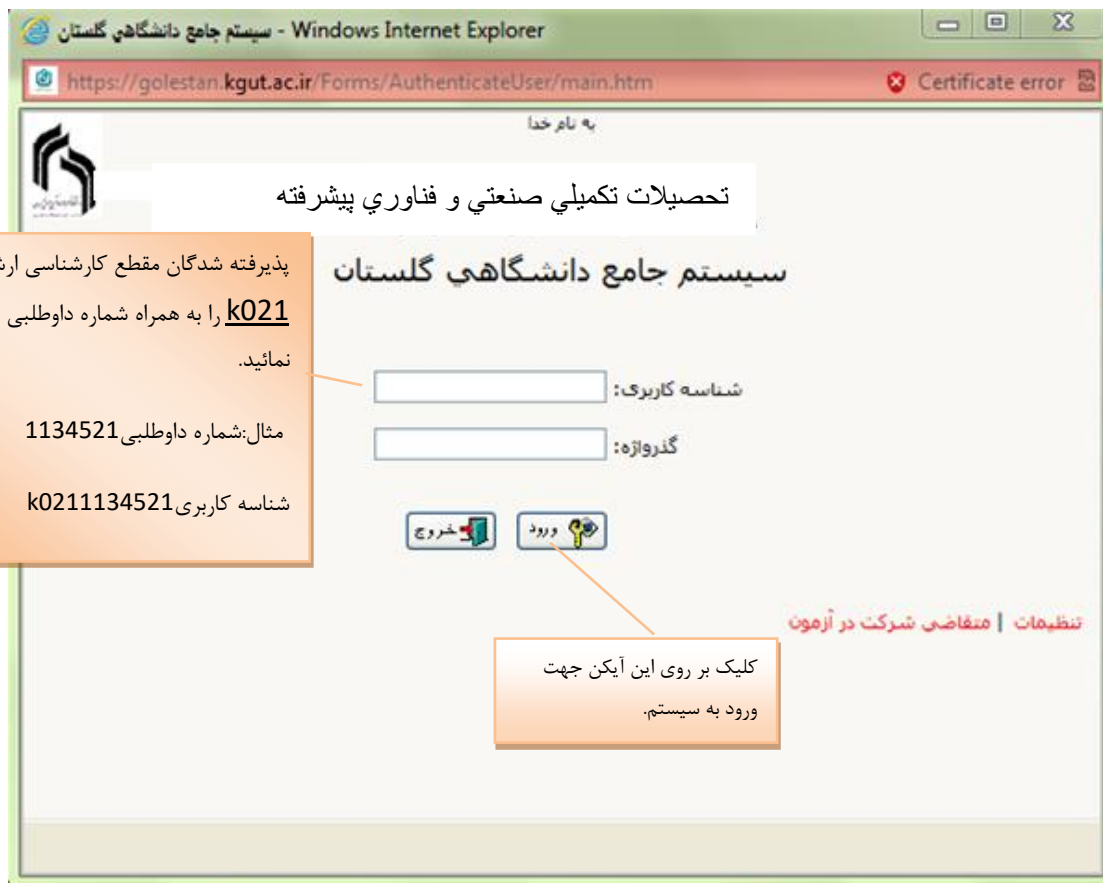 سيستم جامع دانشگاهي گلستان - Windows Internet Explorer
https://golestan.kgut.ac.ir/Forms/AuthenticateUser/main.htm
Certificate error
به نام خدا
تحصيلات تكميلي صنعتي و فناوري پيشرفته
سیستم جامع دانشگاهي گلستان
پذیرفته شدگان مقطع کارشناسی
k021 را به همراه شماره داوطلبی
نمائید.
مثال:شماره داوطلبی1134521
شناسه کاربری k0211134521
شناسه کاربری:
گذرواژه:
ورود
خروج
تنظیمات | متقاضی شرکت در آزمون
کلیک بر روی این آیکن جهت
ورود به سیستم.